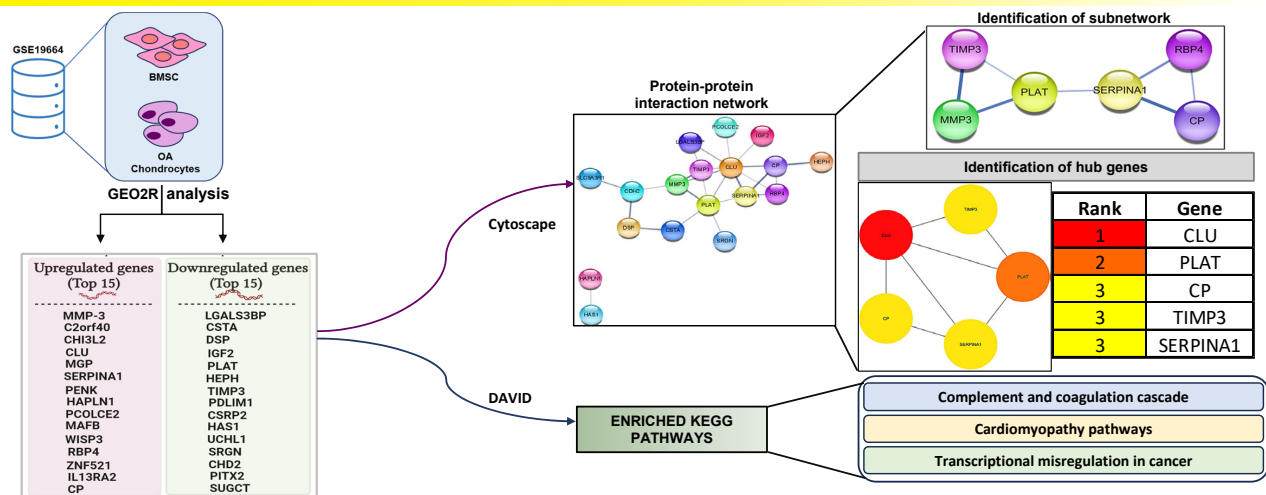 GSE19664
BMSC
OA
Chondrocytes
GEO2R analysis
Upregulated genes
(Top 15)
MMP-3
C2orf40
CHI3L2
CLU
MGP
SERPINA1
PENK
HAPLN1
PCOLCE2
MAFB
WISP3
RBP4
ZNF521
IL13RA2
CP
Downregulated genes
(Top 15)
LGALS3BP
CSTA
DSP
IGF2
PLAT
HEPH
TIMP3
PDLIM1
CSRP2
HAS1
UCHL1
SRGN
CHD2
PITX2
SUGCT
Cytoscape
DAVID
Protein-protein
interaction network
PCOLCE2
IGF2
LGALS3BP
CLU
CP
HEPH
TIMP3
SLC9A3R1
CDH2
MMP3
SERPINA1
RBP4
PLAT
DSP
CSTA
SRGN
HAPLN1
HAS1
Identification of subnetwork
TIMP3
RBP4
PLAT
SERPINA1
MMP3
CP
Identification of hub genes
TIMP3
CLU
PLAT
CP
SERPINA1
Rank Gene
1 CLU
2 PLAT
3 CP
3 TIMP3
3 SERPINA1
ENRICHED KEGG
PATHWAYS
Complement and coagulation cascade
Cardiomyopathy pathways
Transcriptional misregulation in cancer